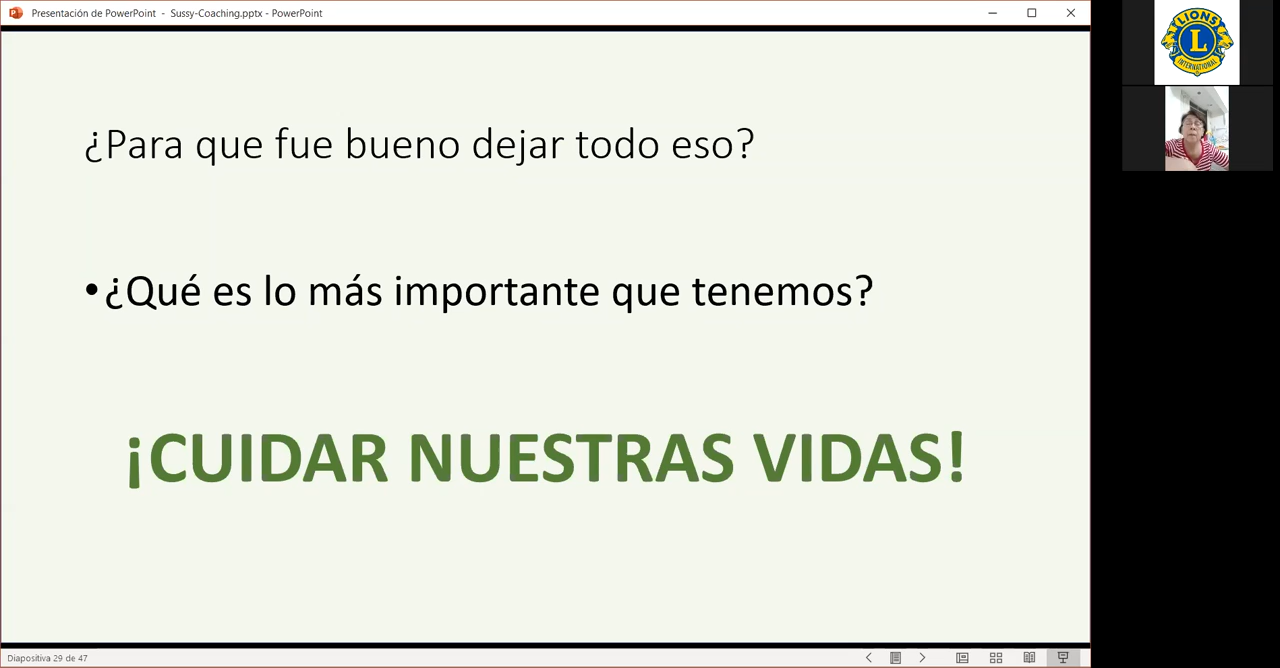 Presentación de PowerPoint - Sussy-Coaching.pptx - PowerPoint
¿Para que fue bueno dejar todo eso?
•¿Qué es lo más importante que tenemos?
¡CUIDAR NUESTRAS VIDAS!
Diapositiva 29 de 47
LIONS
L
INTERNATIONAL